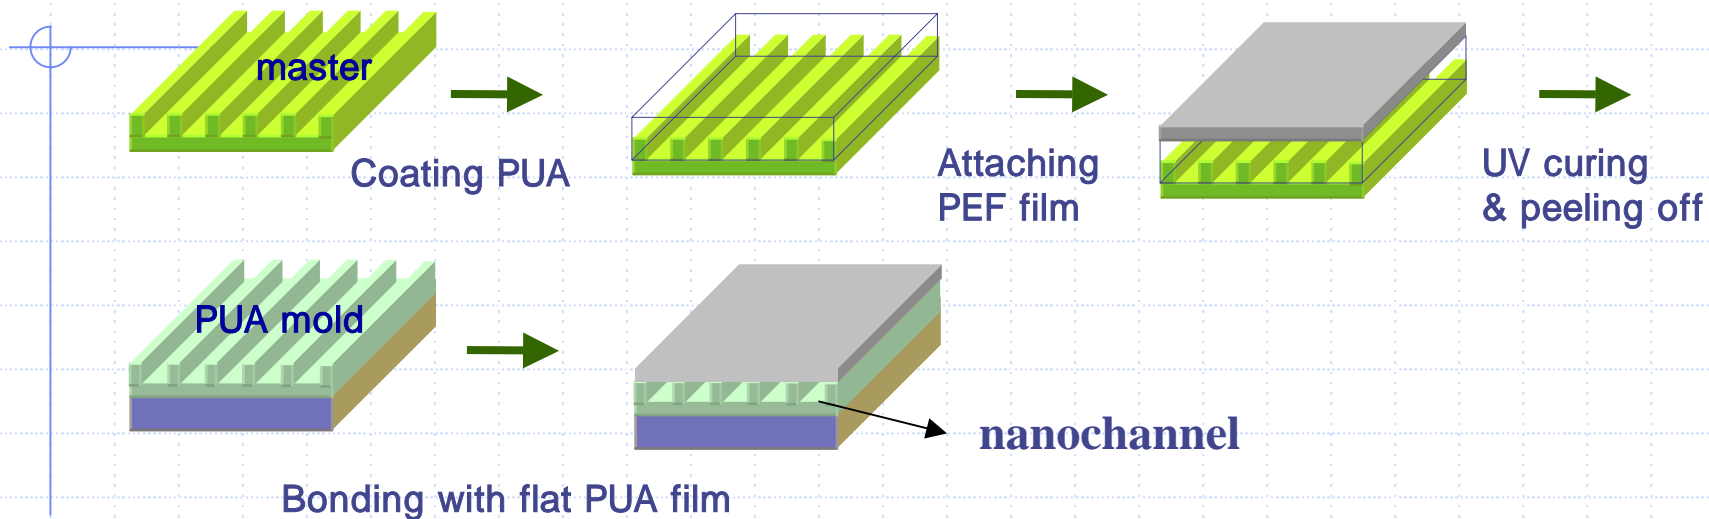 master
Coating PUA
Attaching
PEF film
UV curing
& peeling off
PUA mold
nanochannel
Bonding with flat PUA film